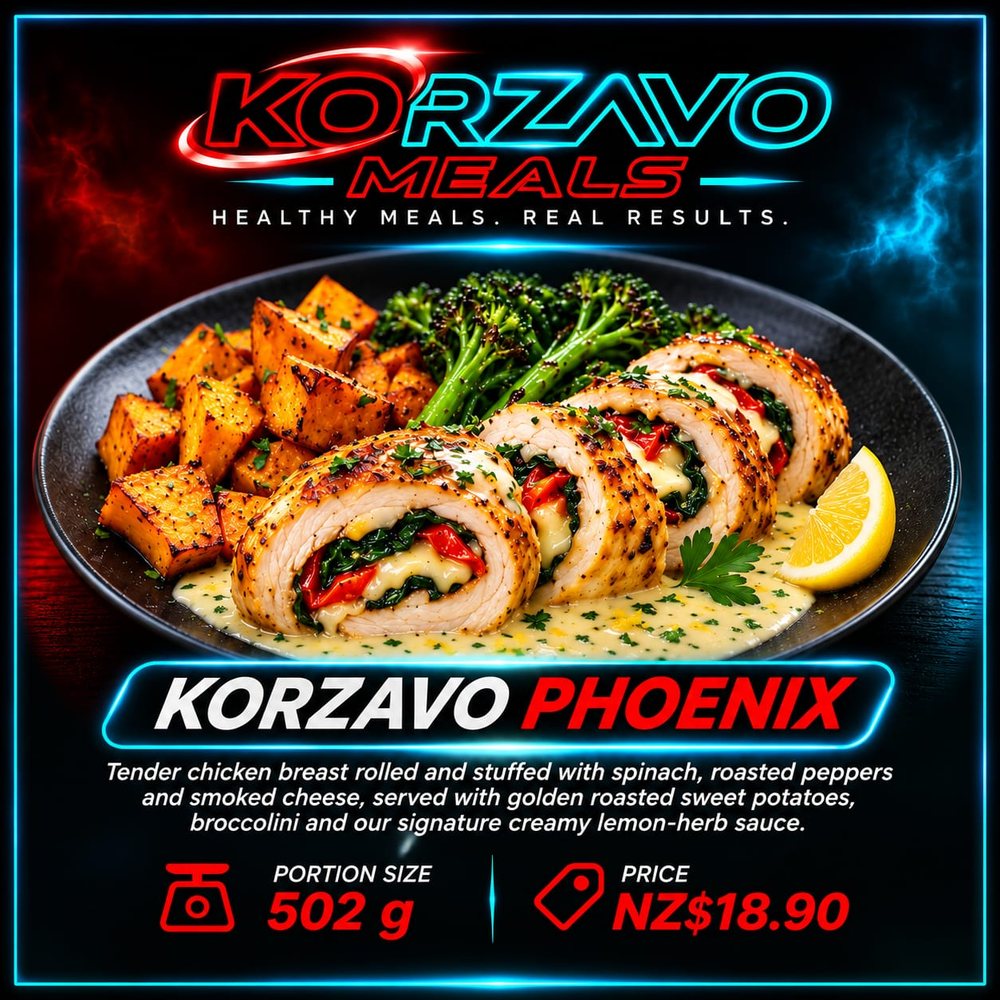 KORZAVO
MEALS
HEALTHY MEALS. REAL RESULTS.
KORZAVO PHOENIX
Tender chicken breast rolled and stuffed with spinach, roasted peppers
and smoked cheese, served with golden roasted sweet potatoes,
broccolini and our signature creamy lemon-herb sauce.
PORTION SIZE
502 g
PRICE
NZ$18.90